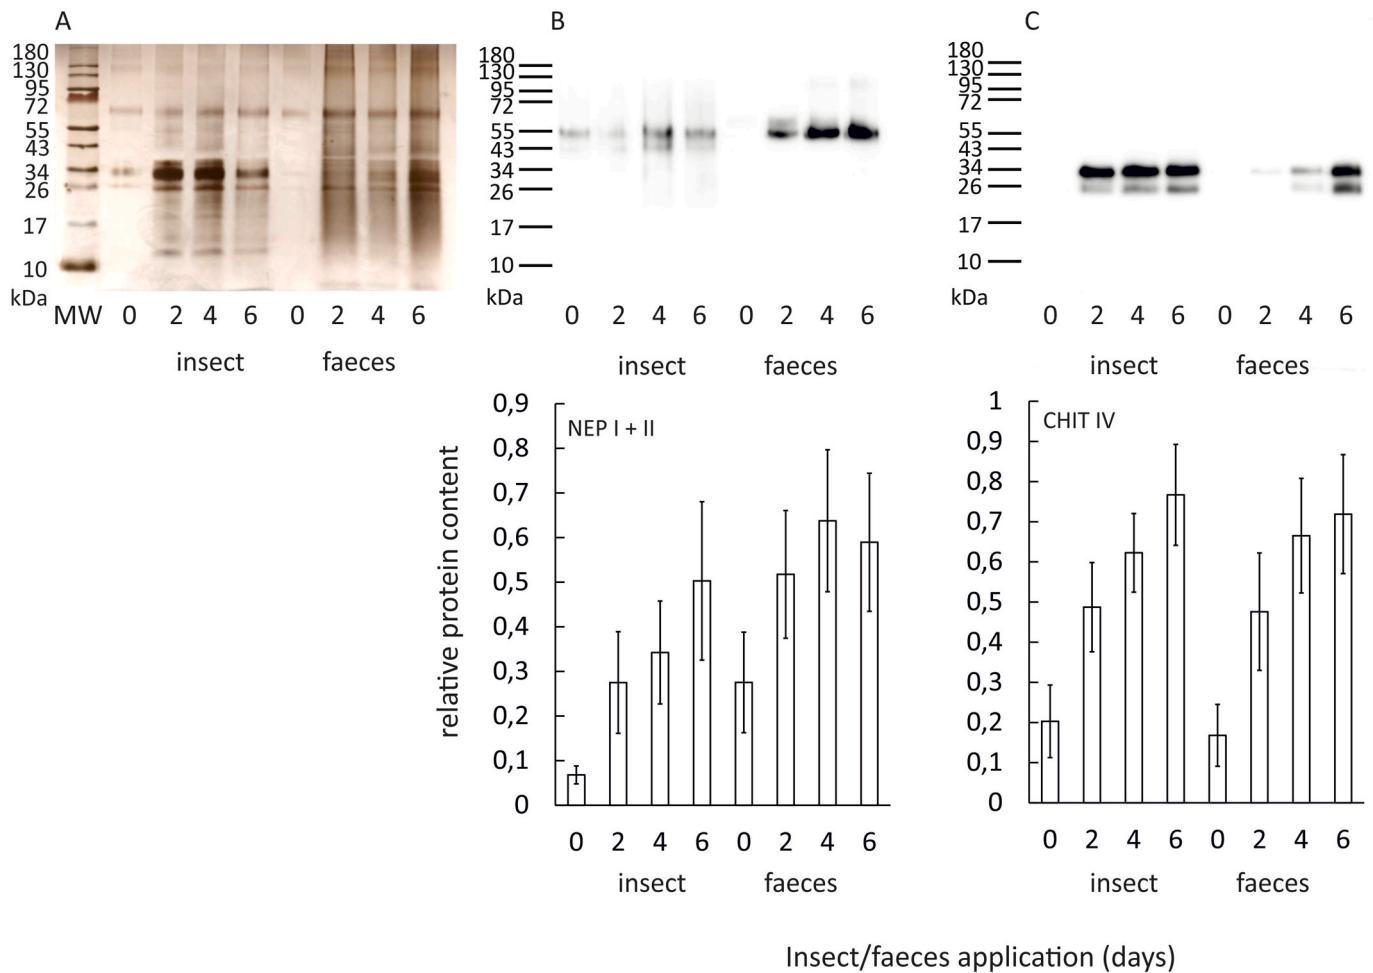 A
180
130
95
72
55
43
34
26
17
10
kDa
MW 0 2 4 6 0 2 4 6
insect faeces
B
180
130
95
72
55
43
34
26
17
10
kDa
0 2 4 6 0 2 4 6
insect faeces
C
180
130
95
72
55
43
34
26
17
10
kDa
0 2 4 6 0 2 4 6
insect faeces
relative protein content
0,9
0,8
0,7
0,6
0,5
0,4
0,3
0,2
0,1
0
NEP I + II
0 2 4 6 0 2 4 6
insect faeces
1
0,9
0,8
0,7
0,6
0,5
0,4
0,3
0,2
0,1
0
CHIT IV
0 2 4 6 0 2 4 6
insect faeces
Insect/faeces application (days)